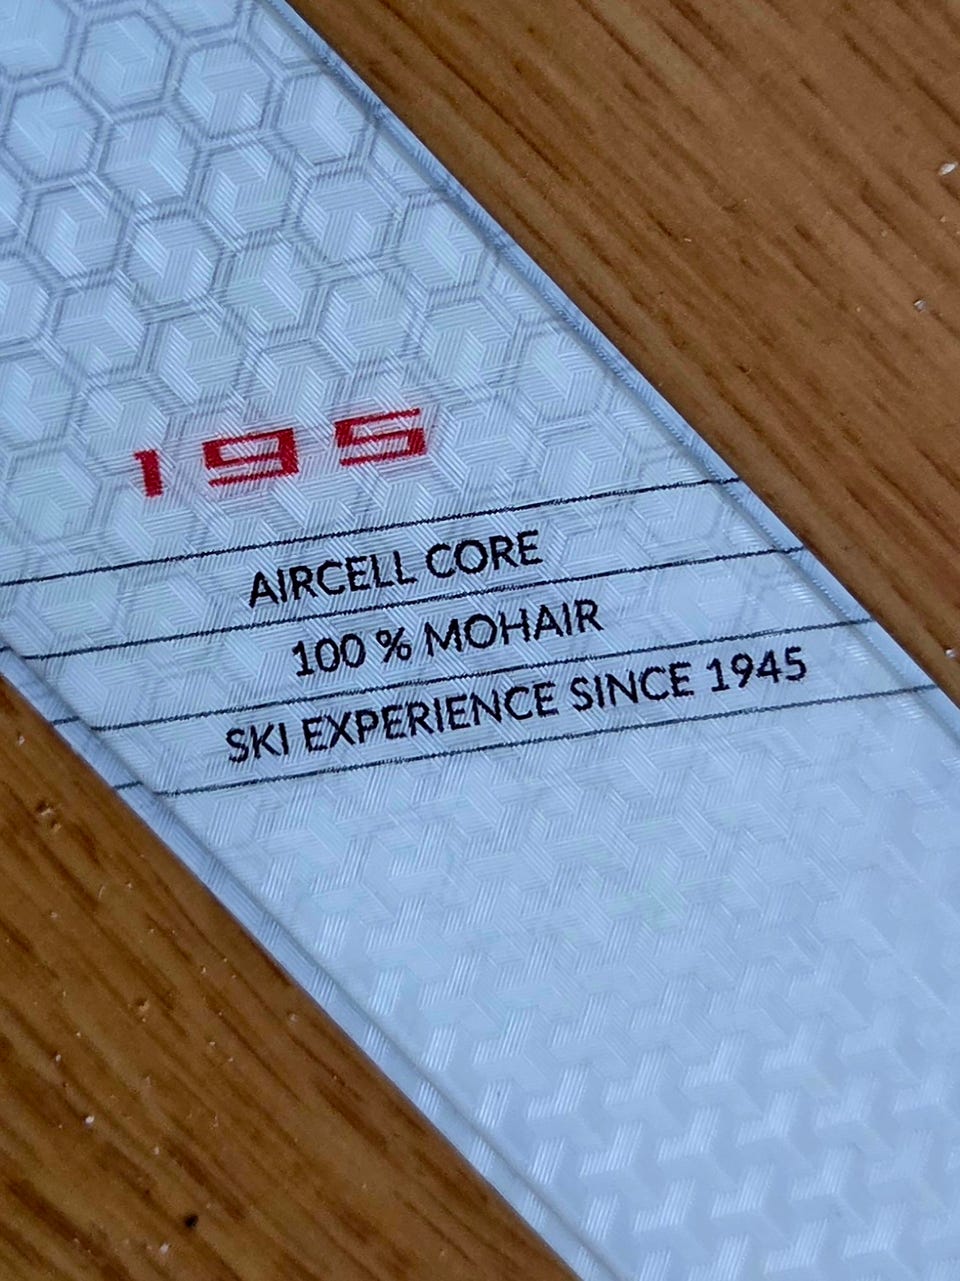 195
AIRCELL CORE
100 % MOHAIR
SKI EXPERIENCE SINCE 1945